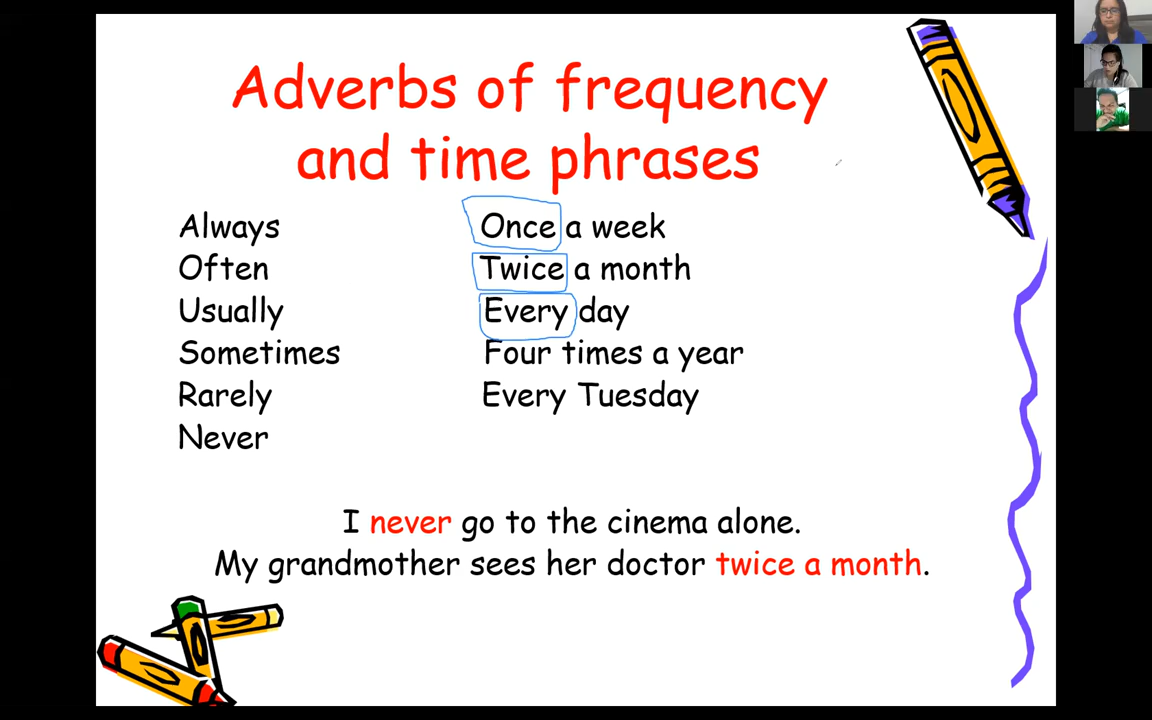 Adverbs of frequency
and time phrases
Always
Often
Usually
Sometimes
Rarely
Never
Once a week
Twice a month
Every day
Four times a year
Every Tuesday
I never go to the cinema alone.
My grandmother sees her doctor twice a month.